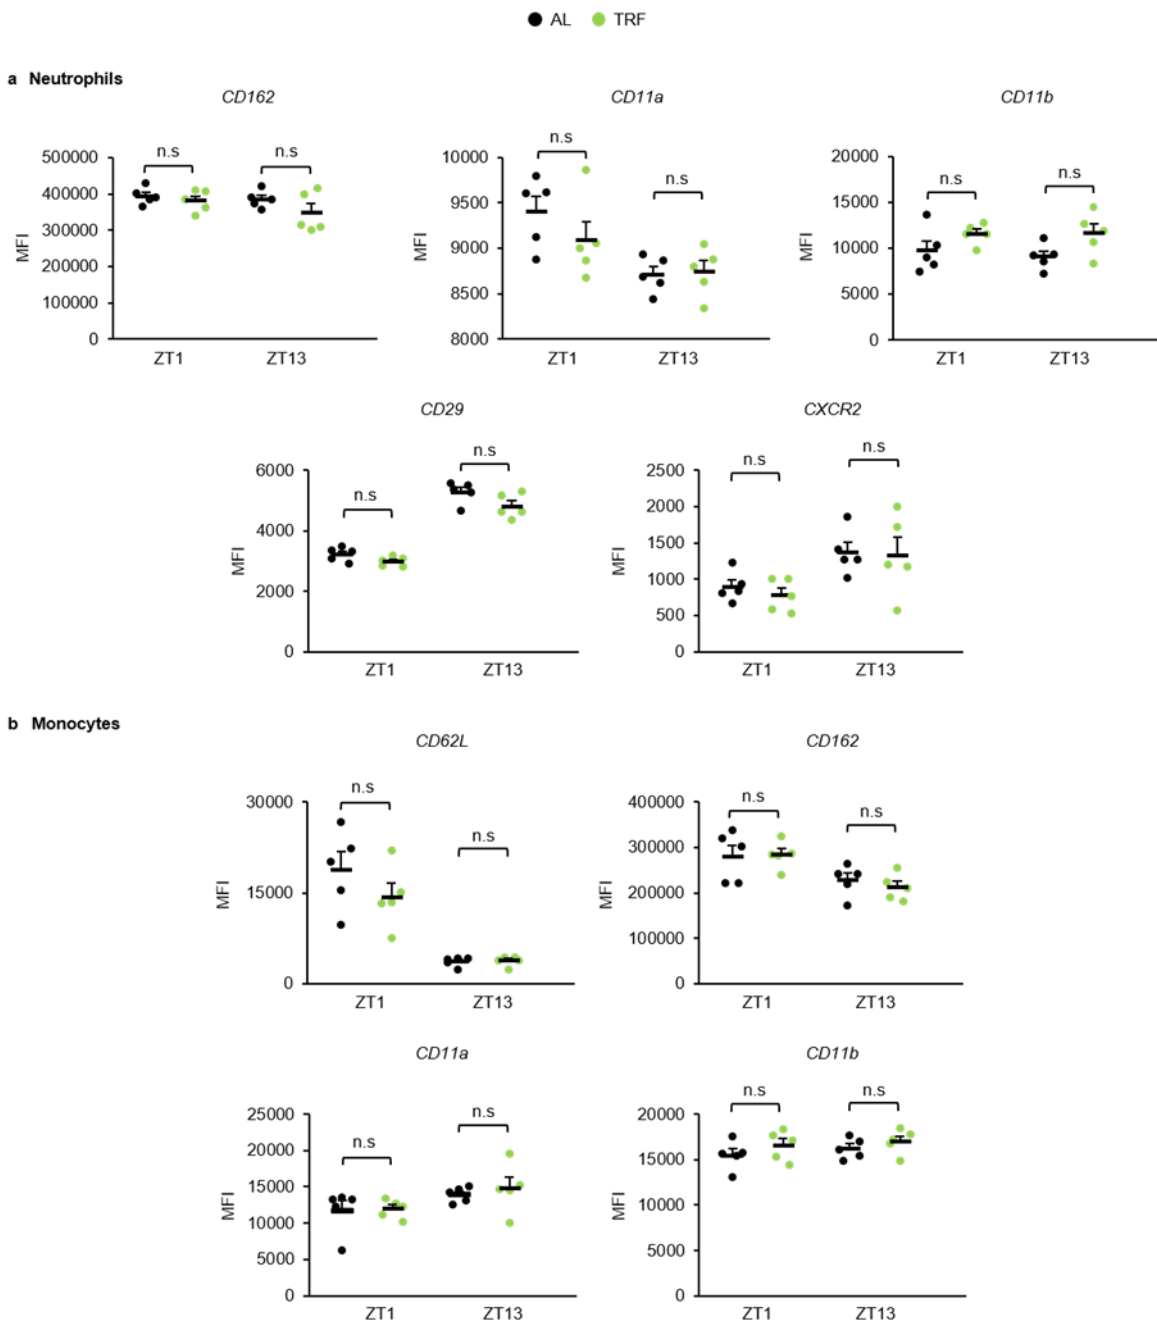 AL TRF
a Neutrophils
CD162 CD11a CD11b
n.s n.s n.s n.s n.s n.s
MFI
500000
400000
300000
200000
100000
0
ZT1 ZT13
MFI
10000
9500
9000
8500
8000
ZT1 ZT13
MFI
20000
15000
10000
5000
0
ZT1 ZT13
CD29 CXCR2
n.s n.s n.s n.s
MFI
6000
4000
2000
0
ZT1 ZT13
MFI
2500
2000
1500
1000
500
0
ZT1 ZT13
b Monocytes
CD62L CD162
n.s n.s n.s n.s
MFI
30000
15000
0
ZT1 ZT13
MFI
400000
300000
200000
100000
0
ZT1 ZT13
CD11a CD11b
n.s n.s n.s n.s
MFI
25000
20000
15000
10000
5000
0
ZT1 ZT13
MFI
20000
15000
10000
5000
0
ZT1 ZT13